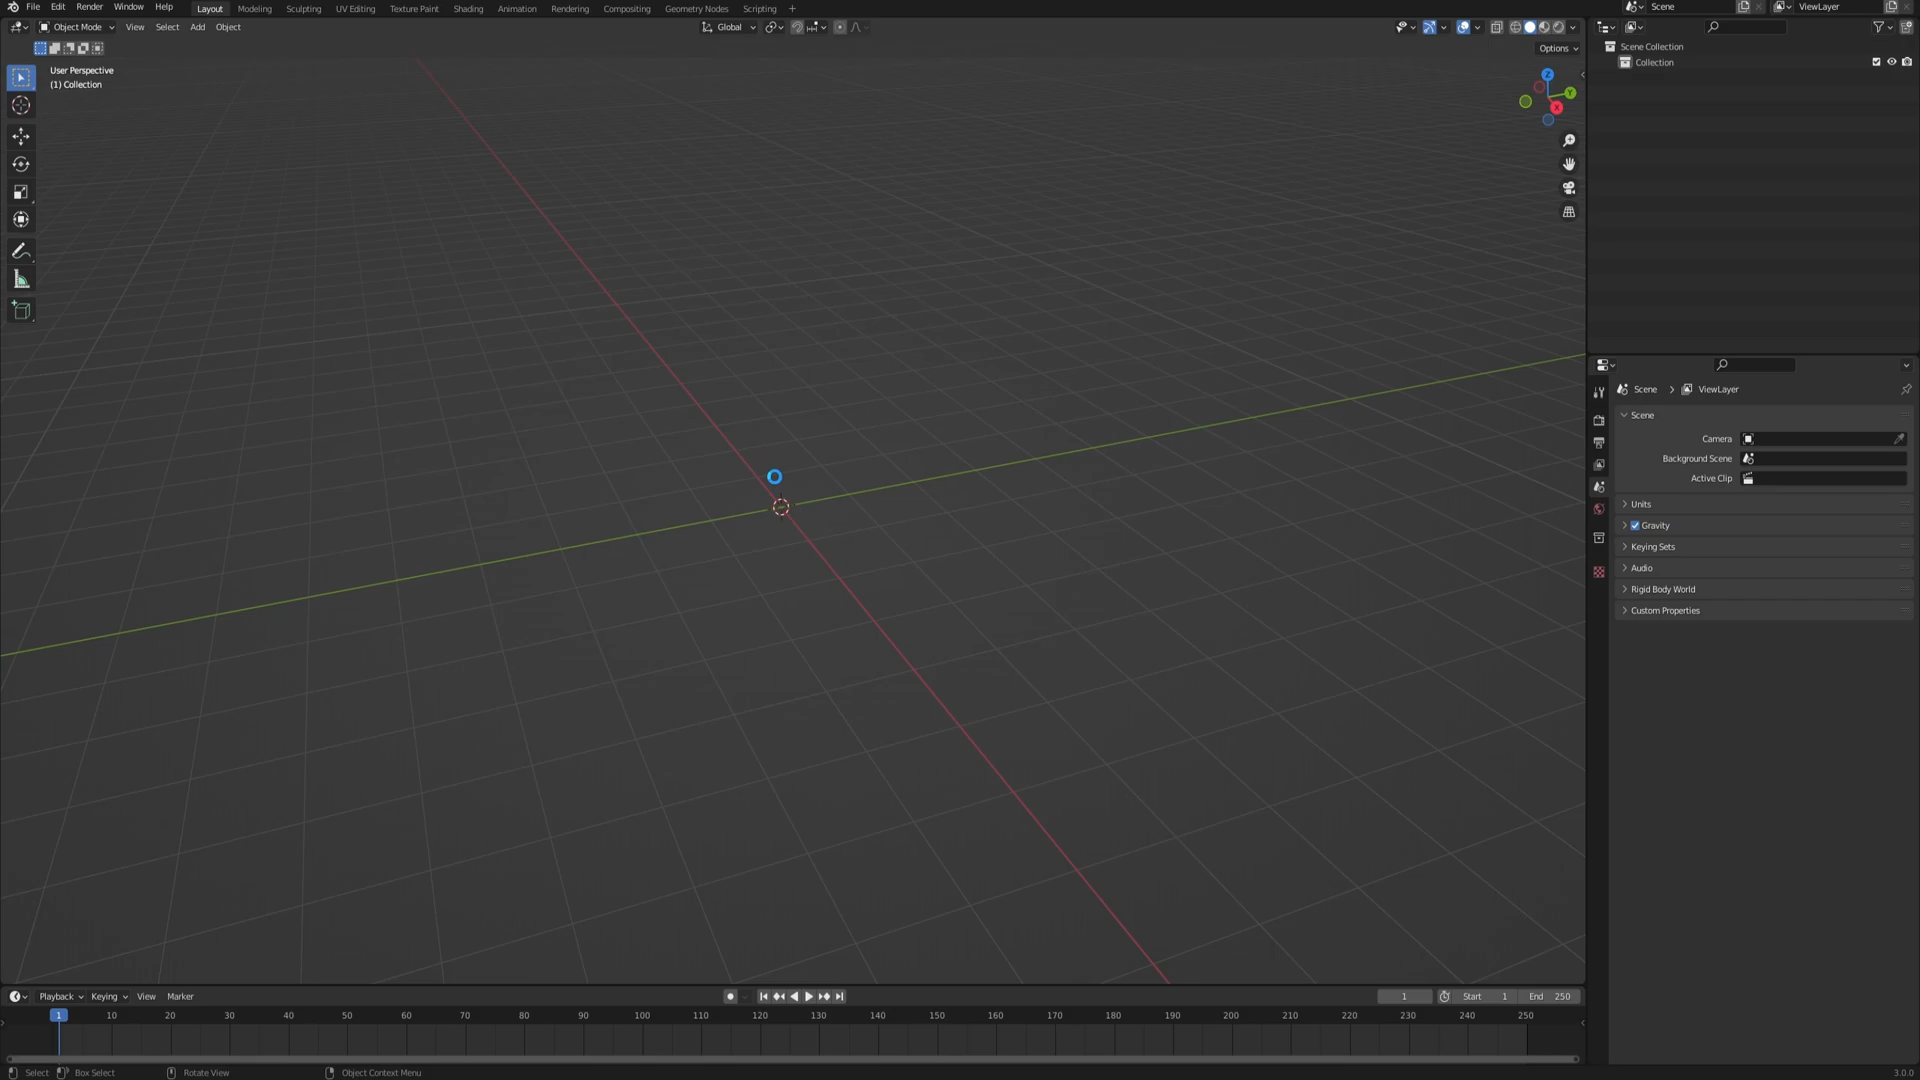 File Edit Render Window Help Layout Modeling Sculpting UV Editing Texture Paint Shading Animation Rendering Compositing Geometry Nodes Scripting + Scene ViewLayer
Object Mode View Select Add Object Global
Options
User Perspective
(1) Collection
Z
Y
X
Scene Collection
Collection
Scene > ViewLayer
Scene
Camera
Background Scene
Active Clip
Units
Gravity
Keying Sets
Audio
Rigid Body World
Custom Properties
Playback Keying View Marker 1 Start 1 End 250
1 10 20 30 40 50 60 70 80 90 100 110 120 130 140 150 160 170 180 190 200 210 220 230 240 250
Select Box Select Rotate View Object Context Menu 3.0.0